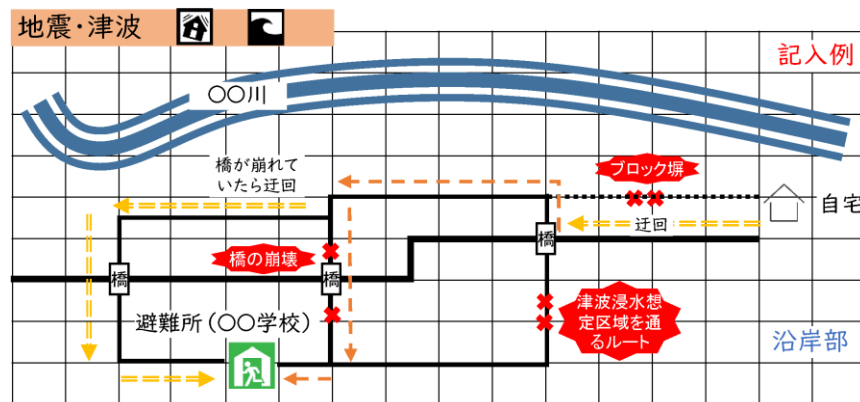 地震・津波
記入例
〇〇川
橋が崩れて
いたら迂回
ブロック塀
自宅
迂回
橋
橋の崩壊
橋
橋
避難所(〇〇学校)
津波浸水想
定区域を通
るルート
沿岸部